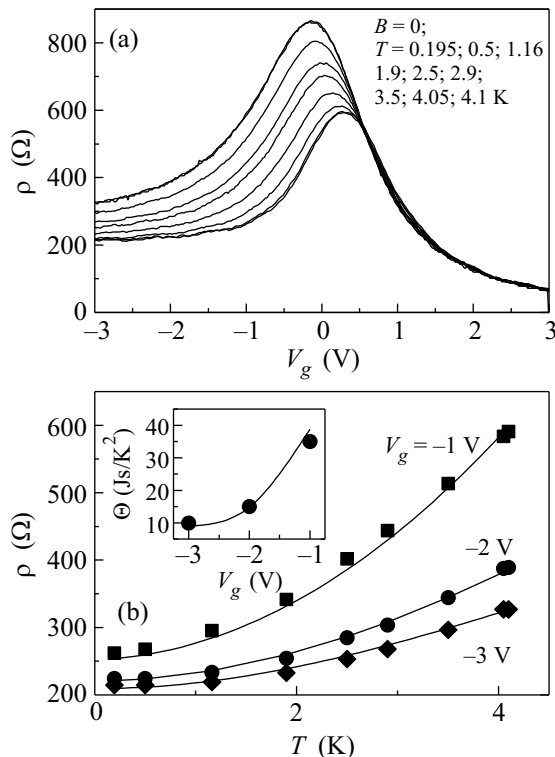 (a)
B = 0;
T = 0.195; 0.5; 1.16
1.9; 2.5; 2.9;
3.5; 4.05; 4.1 K
ρ (Ω)
800
600
400
200
0
−3 −2 −1 0 1 2 3
V_g (V)
600
500
400
300
200
ρ (Ω)
Θ (Js/K²)
40
30
20
10
−3 −2 −1
V_g (V)
V_g = −1 V
−2 V
−3 V
(b)
0 2 4
T (K)